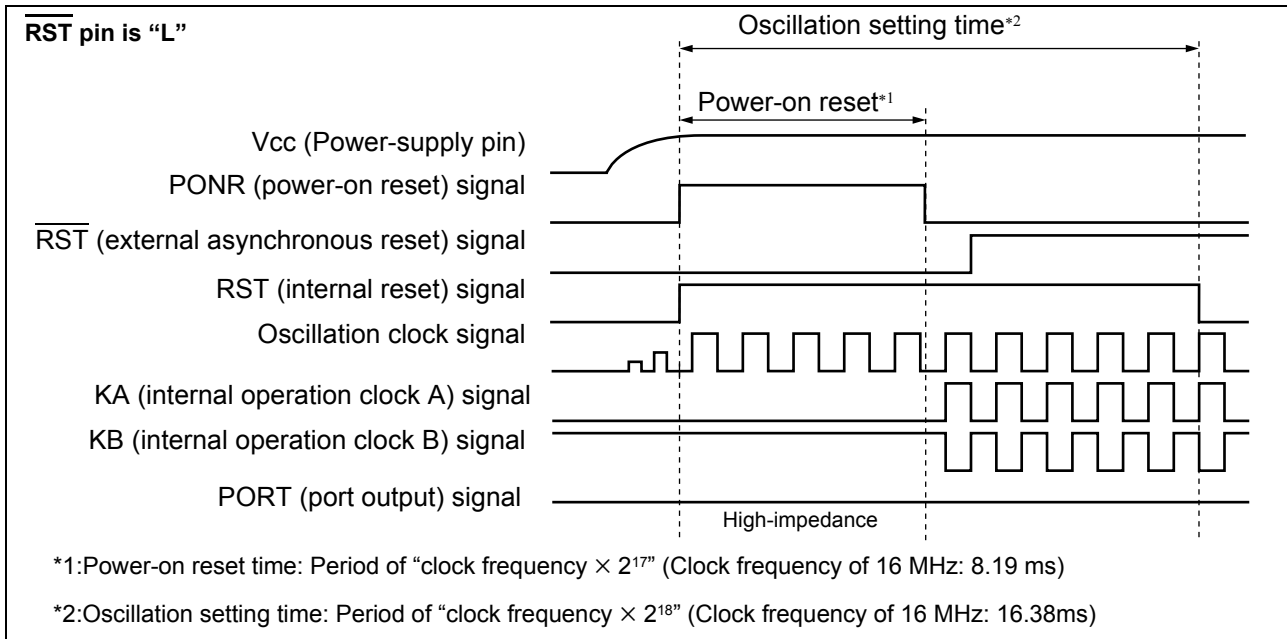 RST pin is “L”
Oscillation setting time*2
Power-on reset*1
Vcc (Power-supply pin)
PONR (power-on reset) signal
RST (external asynchronous reset) signal
RST (internal reset) signal
Oscillation clock signal
KA (internal operation clock A) signal
KB (internal operation clock B) signal
PORT (port output) signal
High-impedance
*1:Power-on reset time: Period of “clock frequency × 2¹⁷” (Clock frequency of 16 MHz: 8.19 ms)
*2:Oscillation setting time: Period of “clock frequency × 2¹⁸” (Clock frequency of 16 MHz: 16.38ms)